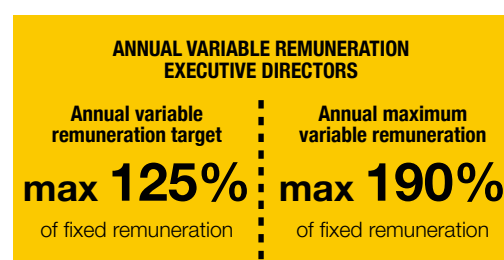 ANNUAL VARIABLE REMUNERATION
EXECUTIVE DIRECTORS
Annual variable
remuneration target
max 125%
of fixed remuneration
Annual maximum
variable remuneration
max 190%
of fixed remuneration